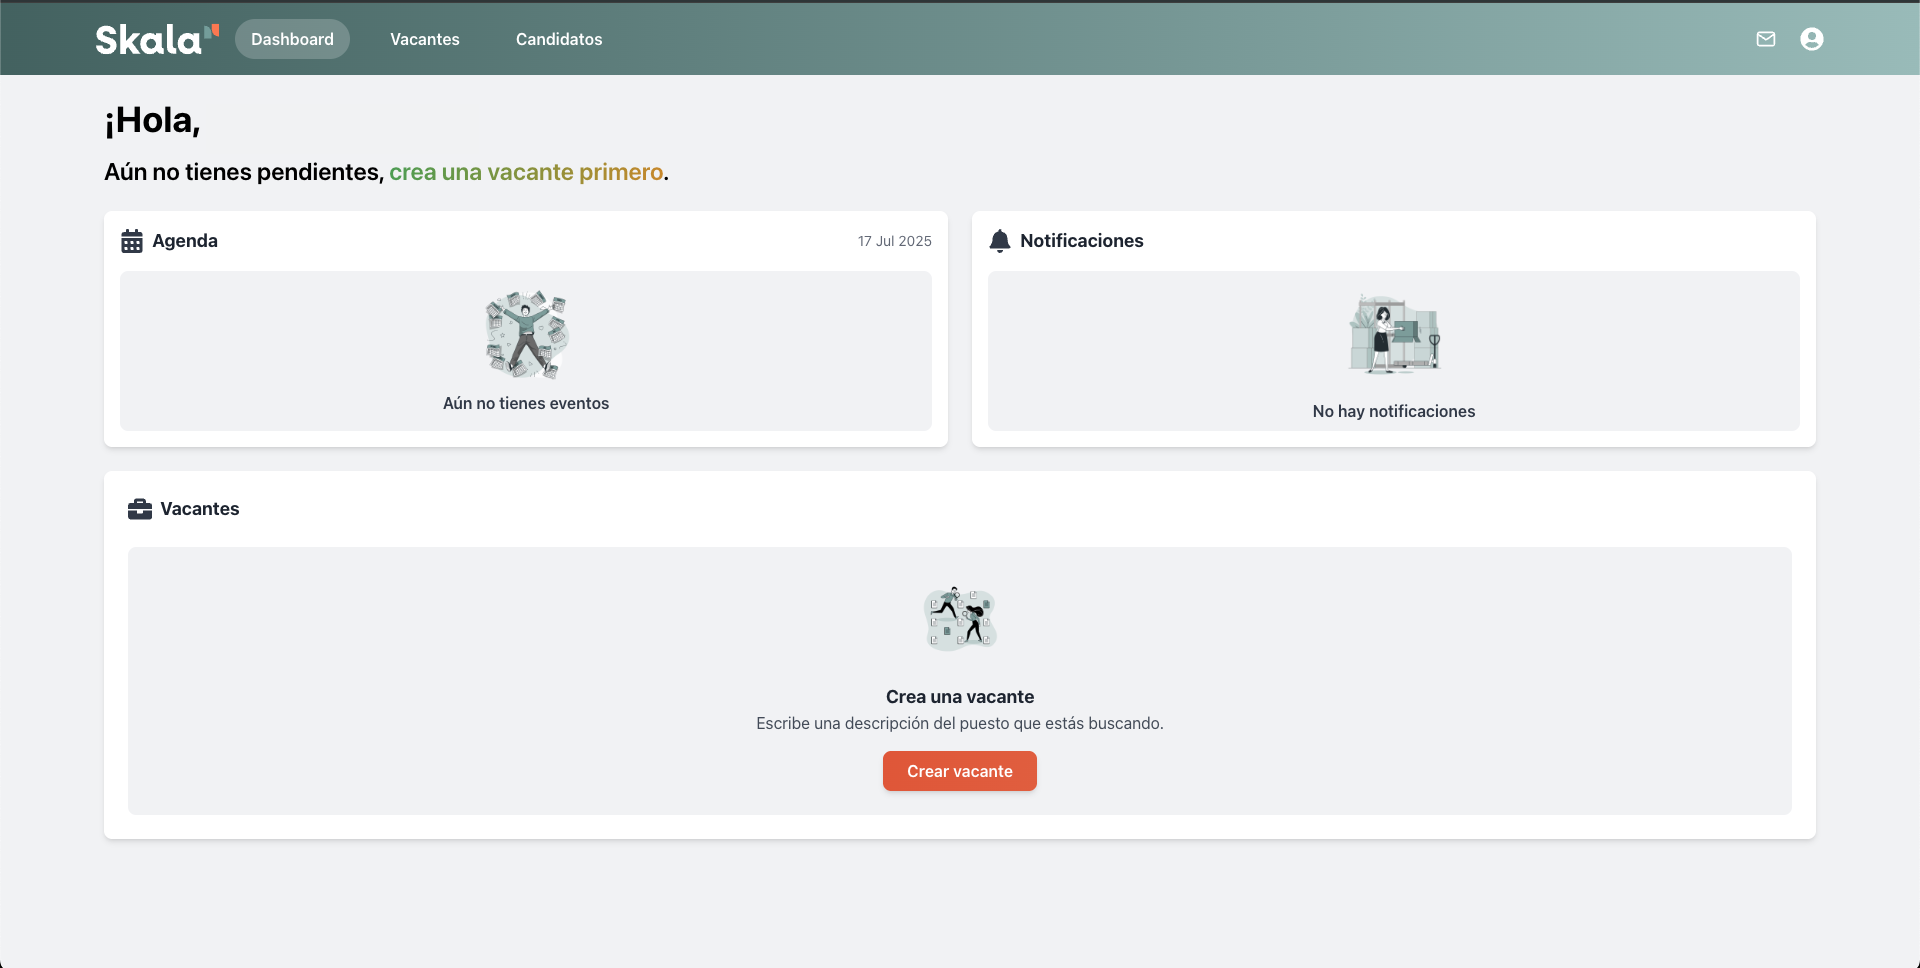 Skala
Dashboard
Vacantes
Candidatos
¡Hola,
Aún no tienes pendientes, crea una vacante primero.
Agenda
17 Jul 2025
Aún no tienes eventos
Notificaciones
No hay notificaciones
Vacantes
Crea una vacante
Escribe una descripción del puesto que estás buscando.
Crear vacante